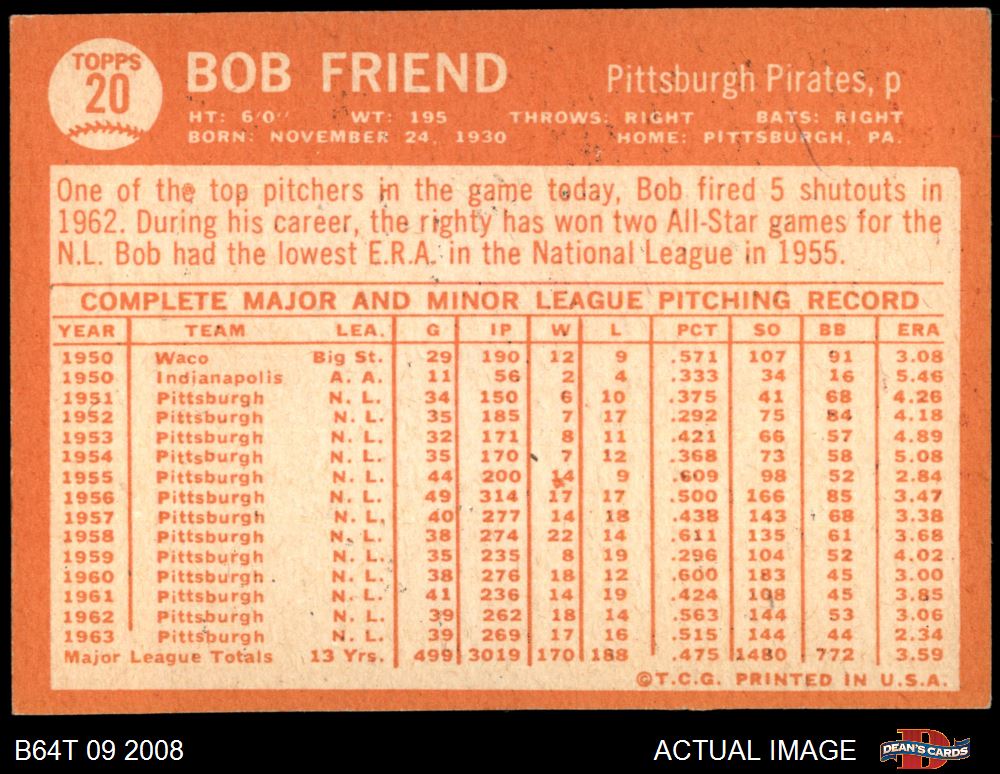 TOPPS
20
BOB FRIEND Pittsburgh Pirates, p
HT: 6'0" WT: 195 THROWS: RIGHT BATS: RIGHT
BORN: NOVEMBER 24, 1930 HOME: PITTSBURGH, PA.
One of the top pitchers in the game today, Bob fired 5 shutouts in
1962. During his career, the righty has won two All-Star games for the
N.L. Bob had the lowest E.R.A. in the National League in 1955.
COMPLETE MAJOR AND MINOR LEAGUE PITCHING RECORD
YEAR TEAM LEA. G IP W L PCT SO BB ERA
1950 Waco Big St. 29 190 12 9 .571 107 91 3.08
1950 Indianapolis A. A. 11 56 2 4 .333 34 16 5.46
1951 Pittsburgh N. L. 34 150 6 10 .375 41 68 4.26
1952 Pittsburgh N. L. 35 185 7 17 .292 75 84 4.18
1953 Pittsburgh N. L. 32 171 8 11 .421 66 57 4.89
1954 Pittsburgh N. L. 35 170 7 12 .368 73 58 5.08
1955 Pittsburgh N. L. 44 200 14 9 .609 98 52 2.84
1956 Pittsburgh N. L. 49 314 17 17 .500 166 85 3.47
1957 Pittsburgh N. L. 40 277 14 18 .438 143 68 3.38
1958 Pittsburgh N. L. 38 274 22 14 .611 135 61 3.68
1959 Pittsburgh N. L. 35 235 8 19 .296 104 52 4.02
1960 Pittsburgh N. L. 38 276 18 12 .600 183 45 3.00
1961 Pittsburgh N. L. 41 236 14 19 .424 108 45 3.85
1962 Pittsburgh N. L. 39 262 18 14 .563 144 53 3.06
1963 Pittsburgh N. L. 39 269 17 16 .515 144 44 2.34
Major League Totals 13 Yrs. 499 3019 170 188 .475 1480 772 3.59
©T.C.G. PRINTED IN U.S.A.
B64T 09 2008 ACTUAL IMAGE DEAN'S CARDS